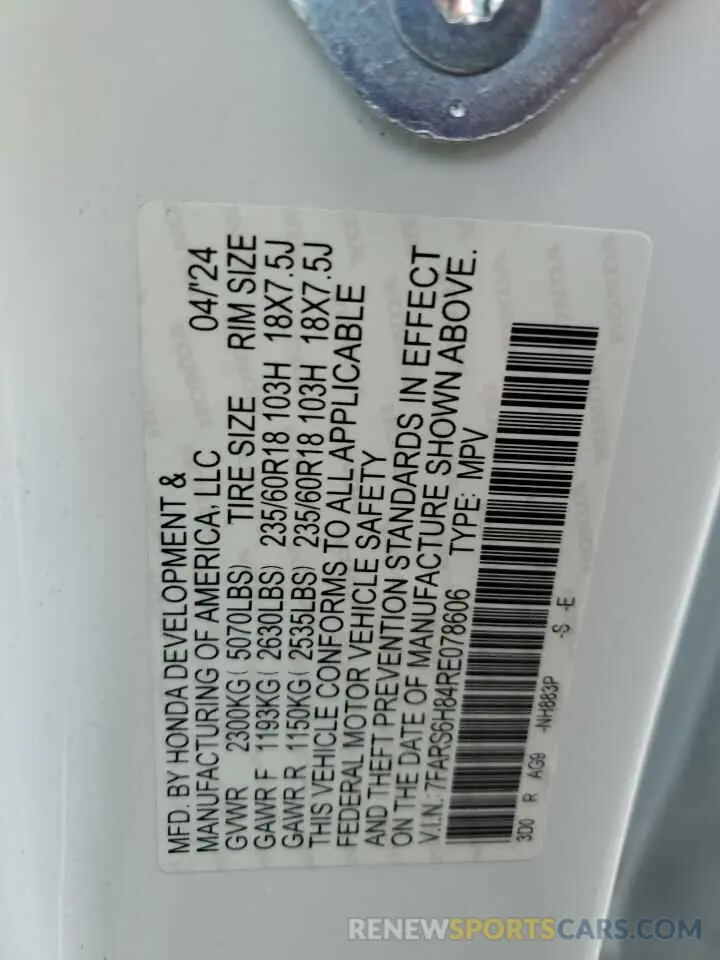 MFD. BY HONDA DEVELOPMENT &
MANUFACTURING OF AMERICA, LLC 04/'24
GVWR 2300KG( 5070LBS) TIRE SIZE RIM SIZE
GAWR F 1193KG( 2630LBS) 235/60R18 103H 18X7.5J
GAWR R 1150KG( 2535LBS) 235/60R18 103H 18X7.5J
THIS VEHICLE CONFORMS TO ALL APPLICABLE
FEDERAL MOTOR VEHICLE SAFETY
AND THEFT PREVENTION STANDARDS IN EFFECT
ON THE DATE OF MANUFACTURE SHOWN ABOVE.
V.I.N.: 7FARS6H84RE078606 TYPE: MPV
3D0 R AG9 -NH883P -S -E
RENEWSPORTSCARS.COM